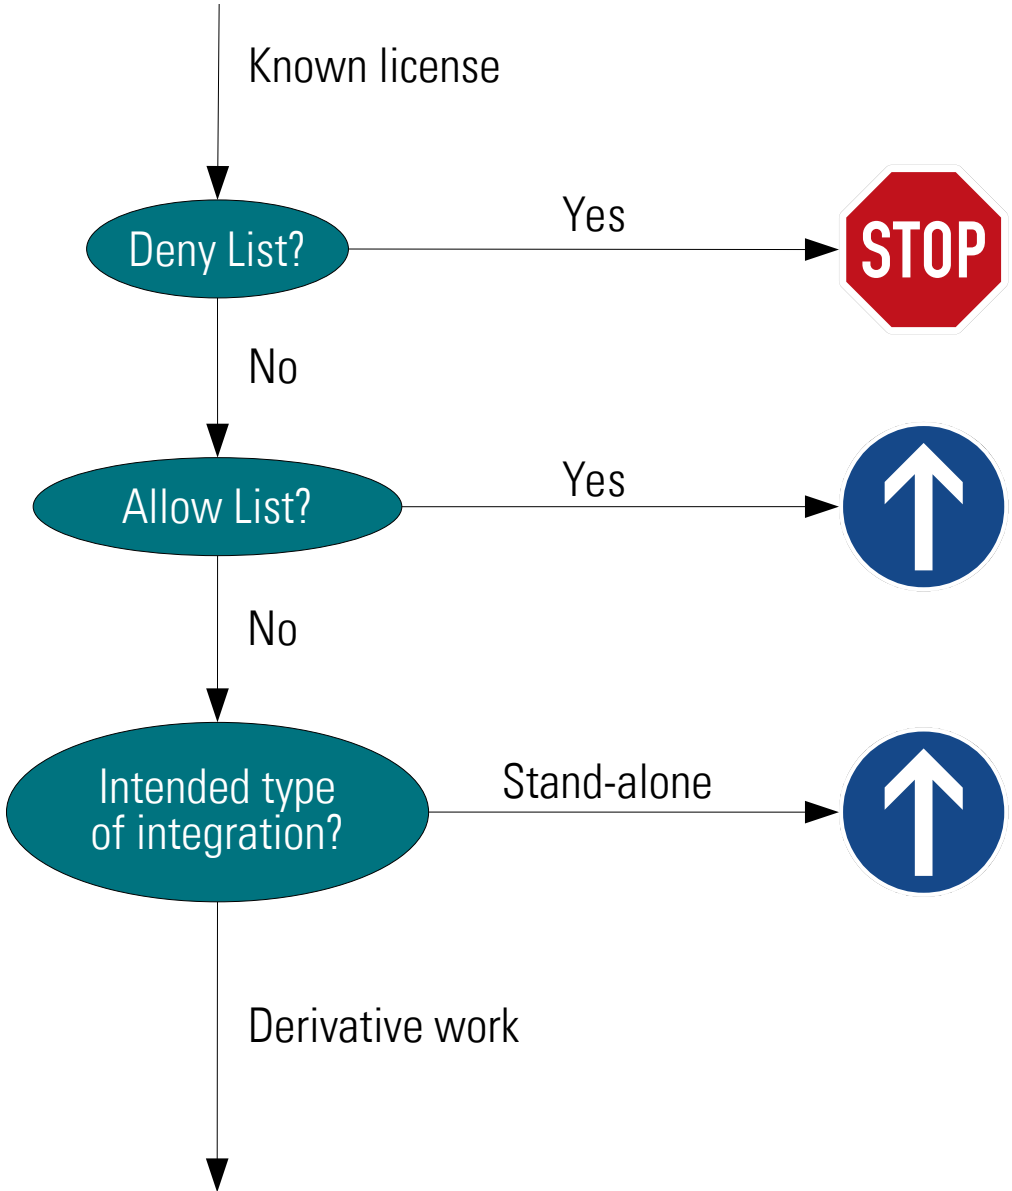 Known license
Deny List?
Yes
STOP
No
Allow List?
Yes
No
Intended type
of integration?
Stand-alone
Derivative work